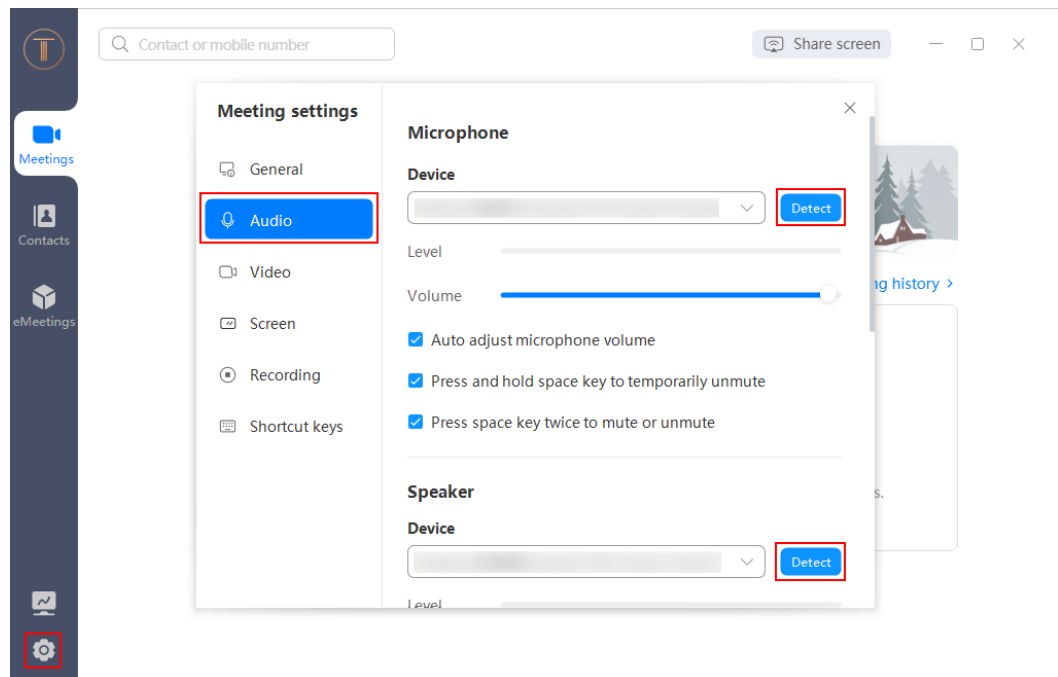 Contact or mobile number
Share screen
Meetings
Contacts
eMeetings
Meeting settings
General
Audio
Video
Screen
Recording
Shortcut keys
Microphone
Device
Detect
Level
Volume
Auto adjust microphone volume
Press and hold space key to temporarily unmute
Press space key twice to mute or unmute
Speaker
Device
Detect
Level
history >